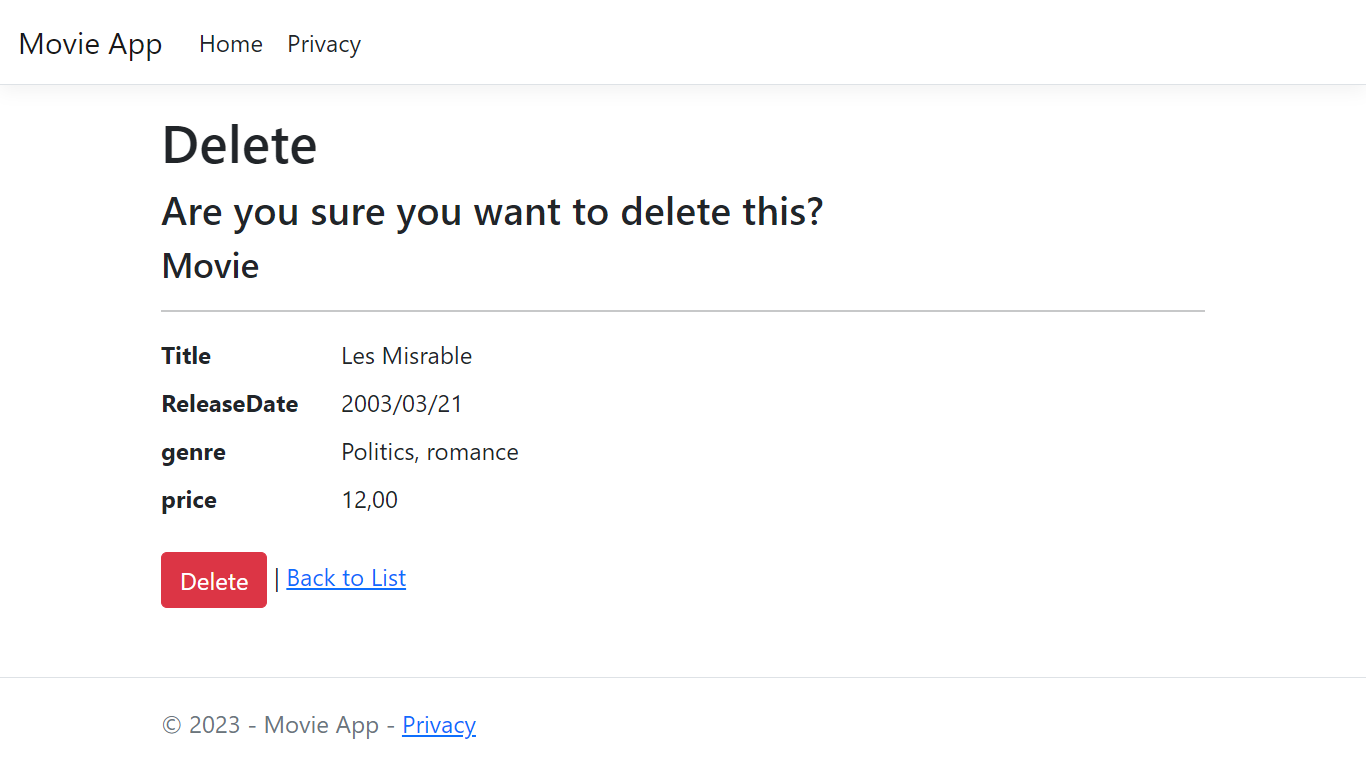 Movie App Home Privacy
Delete
Are you sure you want to delete this?
Movie
Title Les Misrable
ReleaseDate 2003/03/21
genre Politics, romance
price 12,00
Delete | Back to List
© 2023 - Movie App - Privacy